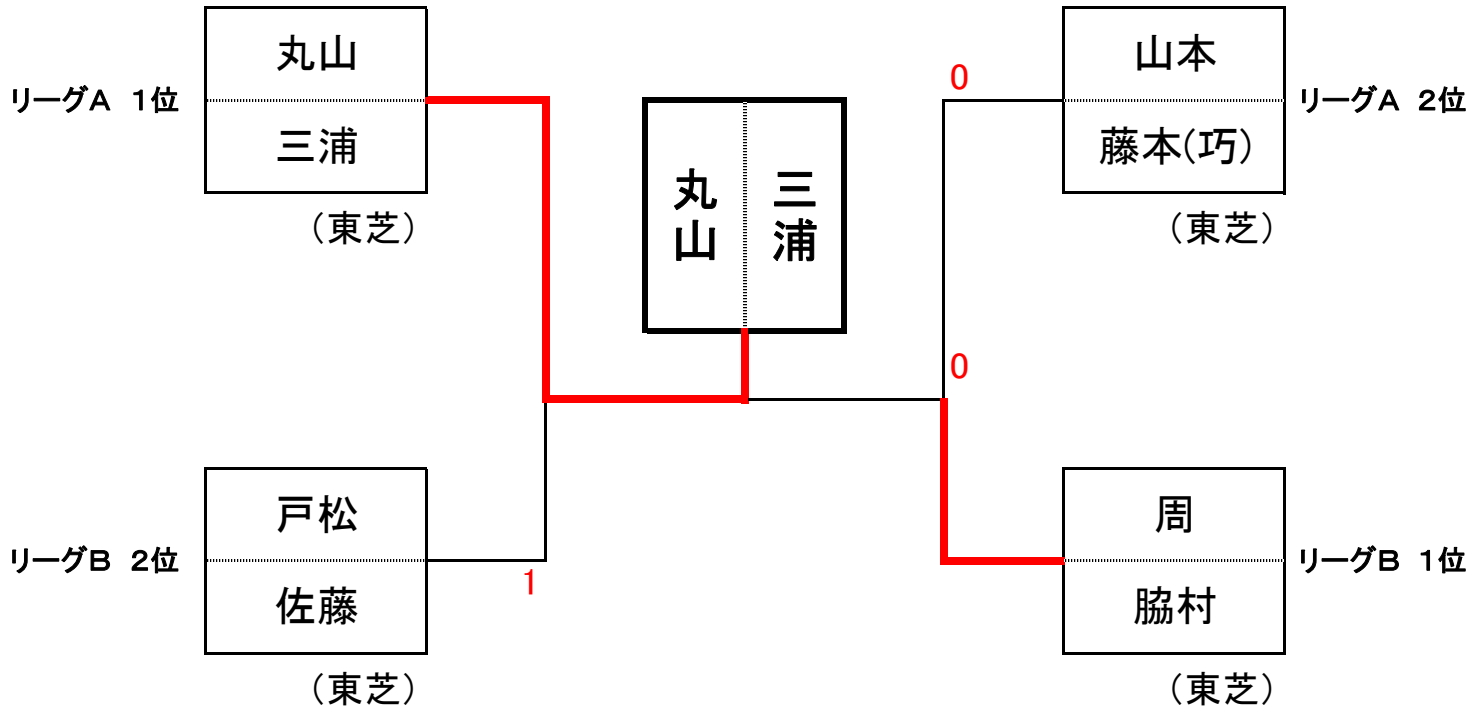 丸山
リーグA 1位
三浦
(東芝)
戸松
リーグB 2位
佐藤
(東芝)
1
丸山
三浦
0
山本
リーグA 2位
藤本(巧)
(東芝)
0
周
リーグB 1位
脇村
(東芝)